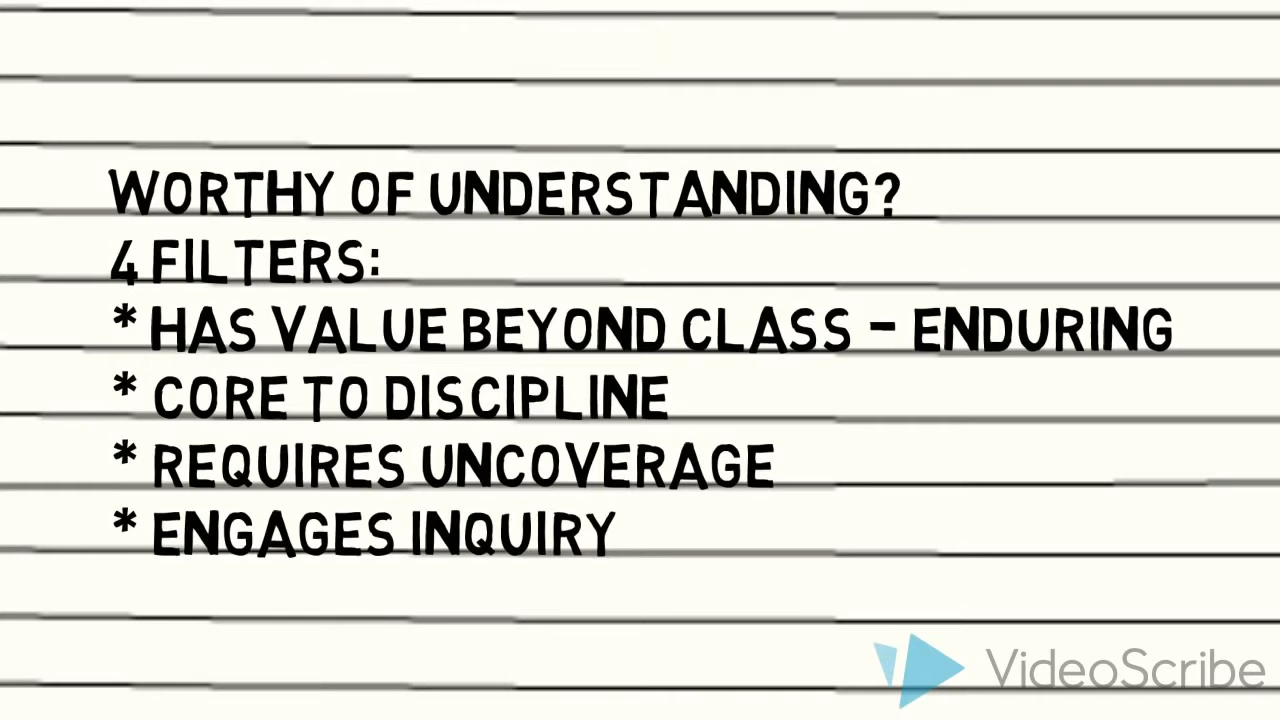 WORTHY OF UNDERSTANDING?
4 FILTERS:
* HAS VALUE BEYOND CLASS - ENDURING
* CORE TO DISCIPLINE
* REQUIRES UNCOVERAGE
* ENGAGES INQUIRY
VideoScribe